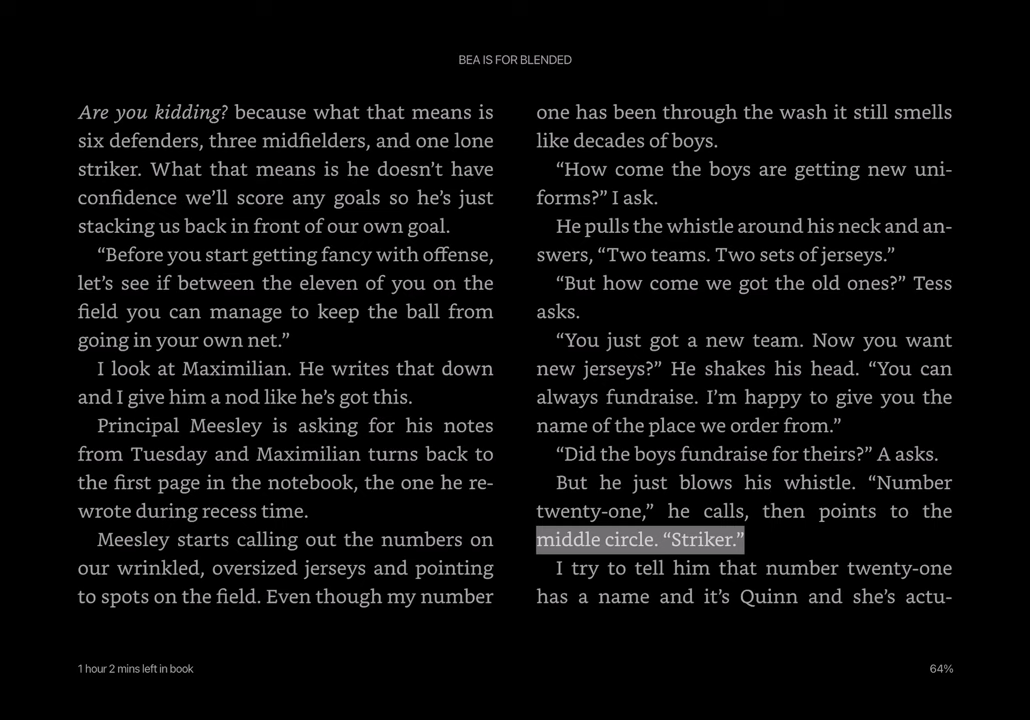 BEA IS FOR BLENDED
Are you kidding? because what that means is
six defenders, three midfielders, and one lone
striker. What that means is he doesn’t have
confidence we’ll score any goals so he’s just
stacking us back in front of our own goal.
“Before you start getting fancy with offense,
let’s see if between the eleven of you on the
field you can manage to keep the ball from
going in your own net.”
I look at Maximilian. He writes that down
and I give him a nod like he’s got this.
Principal Meesley is asking for his notes
from Tuesday and Maximilian turns back to
the first page in the notebook, the one he re-
wrote during recess time.
Meesley starts calling out the numbers on
our wrinkled, oversized jerseys and pointing
to spots on the field. Even though my number
one has been through the wash it still smells
like decades of boys.
“How come the boys are getting new uni-
forms?” I ask.
He pulls the whistle around his neck and an-
swers, “Two teams. Two sets of jerseys.”
“But how come we got the old ones?” Tess
asks.
“You just got a new team. Now you want
new jerseys?” He shakes his head. “You can
always fundraise. I’m happy to give you the
name of the place we order from.”
“Did the boys fundraise for theirs?” A asks.
But he just blows his whistle. “Number
twenty-one,” he calls, then points to the
middle circle. “Striker.”
I try to tell him that number twenty-one
has a name and it’s Quinn and she’s actu-
1 hour 2 mins left in book
64%